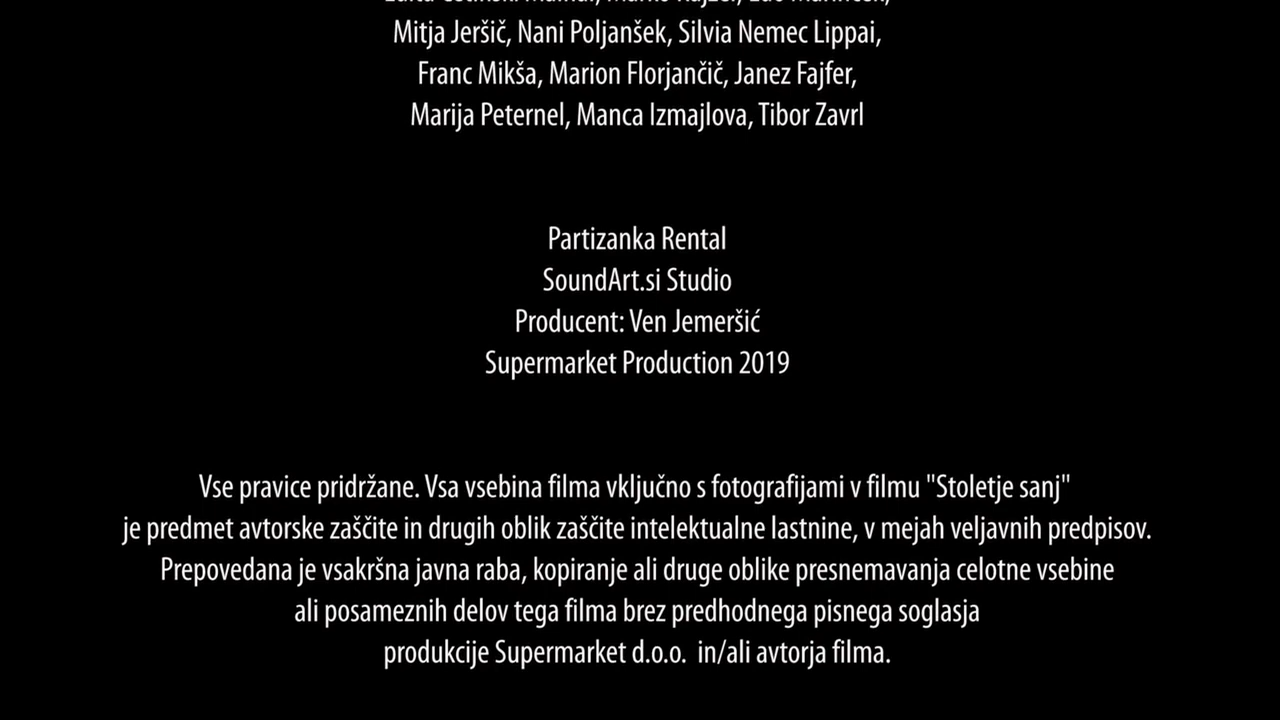 Mitja Jeršič, Nani Poljanšek, Silvia Nemec Lippai,
Franc Mikša, Marion Florjančič, Janez Fajfer,
Marija Peternel, Manca Izmajlova, Tibor Zavrl
Partizanka Rental
SoundArt.si Studio
Producent: Ven Jemeršić
Supermarket Production 2019
Vse pravice pridržane. Vsa vsebina filma vključno s fotografijami v filmu "Stoletje sanj"
je predmet avtorske zaščite in drugih oblik zaščite intelektualne lastnine, v mejah veljavnih predpisov.
Prepovedana je vsakršna javna raba, kopiranje ali druge oblike presnemavanja celotne vsebine
ali posameznih delov tega filma brez predhodnega pisnega soglasja
produkcije Supermarket d.o.o. in/ali avtorja filma.